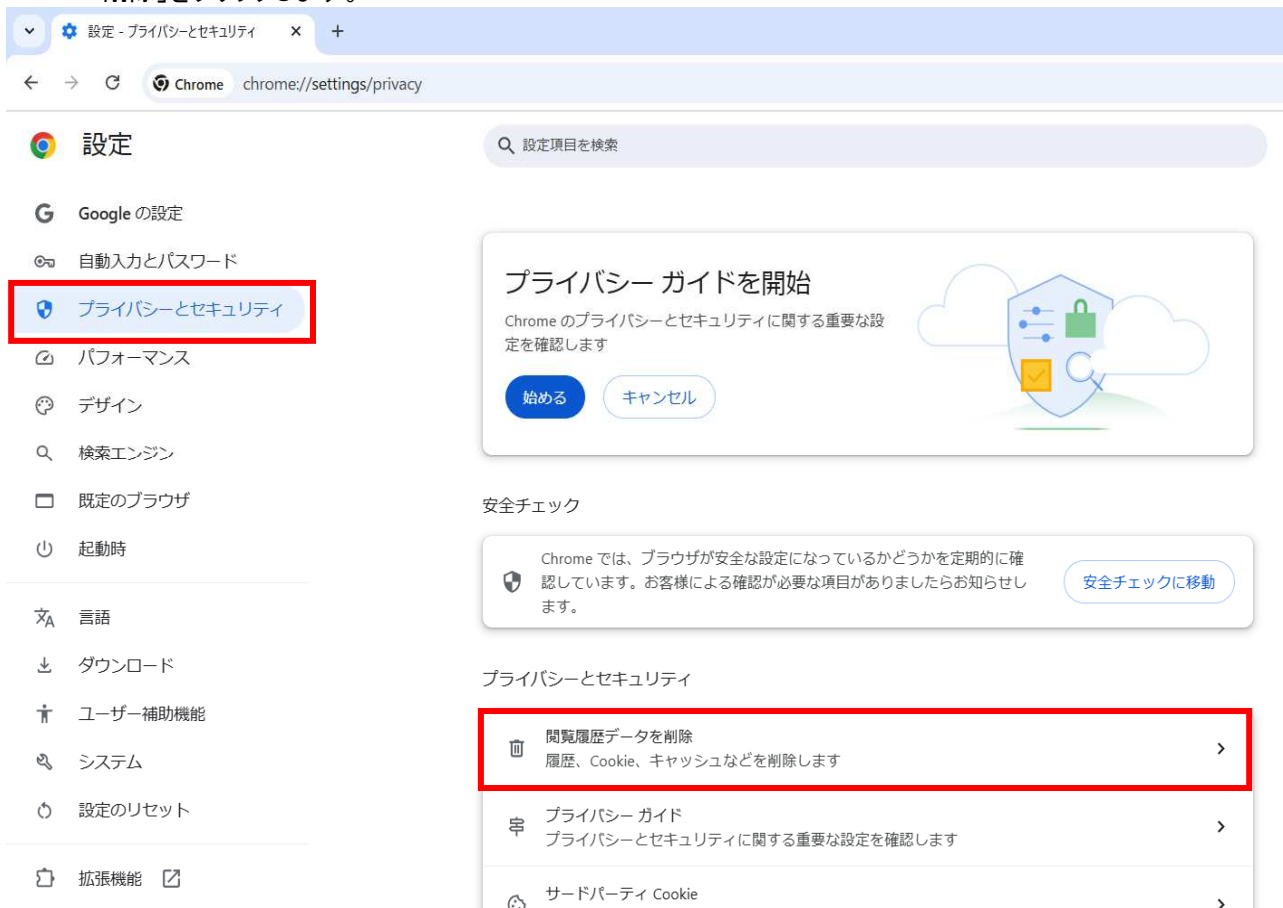 削除」をクリックします。
設定 - プライバシーとセキュリティ
Chrome chrome://settings/privacy
設定
設定項目を検索
Google の設定
自動入力とパスワード
プライバシーとセキュリティ
パフォーマンス
デザイン
検索エンジン
既定のブラウザ
起動時
言語
ダウンロード
ユーザー補助機能
システム
設定のリセット
拡張機能
プライバシー ガイドを開始
Chrome のプライバシーとセキュリティに関する重要な設
定を確認します
始める
キャンセル
安全チェック
Chrome では、ブラウザが安全な設定になっているかどうかを定期的に確
認しています。お客様による確認が必要な項目がありましたらお知らせし
ます。
安全チェックに移動
プライバシーとセキュリティ
閲覧履歴データを削除
履歴、Cookie、キャッシュなどを削除します
プライバシー ガイド
プライバシーとセキュリティに関する重要な設定を確認します
サードパーティ Cookie